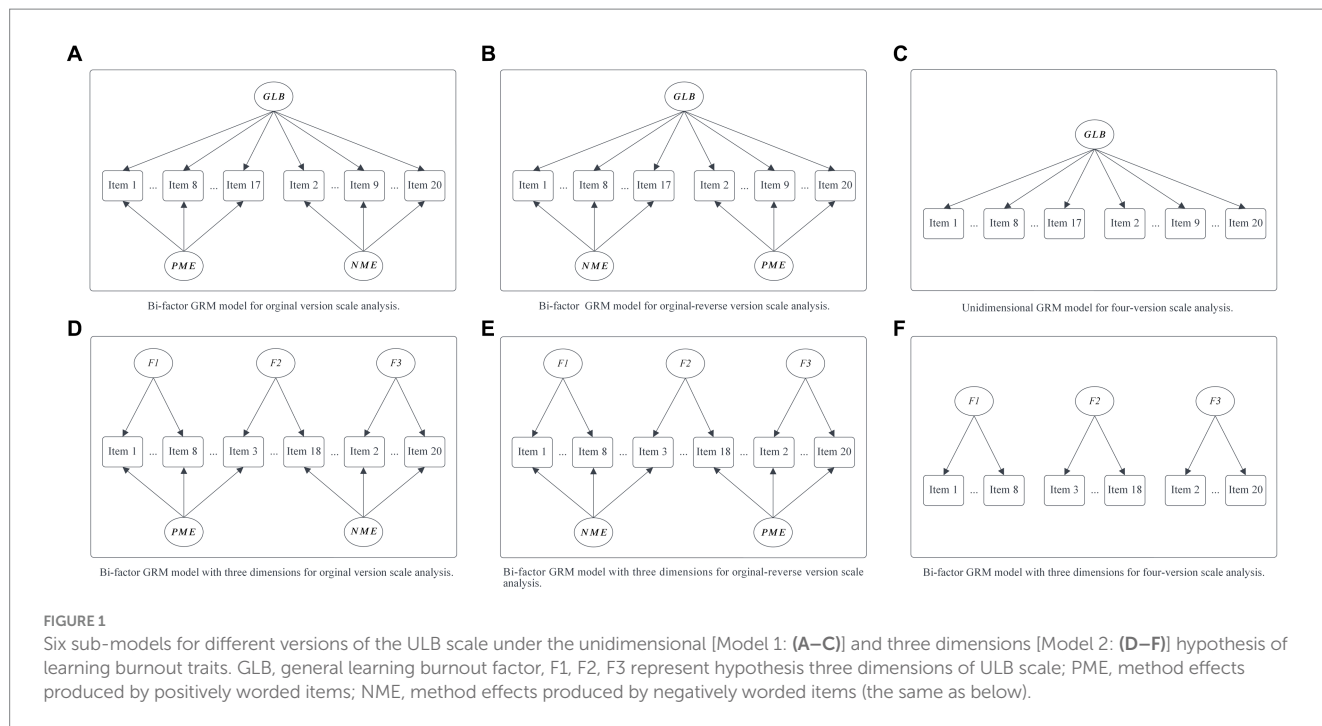 A
B
C
GLB
GLB
GLB
Item 1 ... Item 8 ... Item 17 Item 2 ... Item 9 ... Item 20
Item 1 ... Item 8 ... Item 17 Item 2 ... Item 9 ... Item 20
Item 1 ... Item 8 ... Item 17 Item 2 ... Item 9 ... Item 20
PME NME
NME PME
Bi-factor GRM model for orginal version scale analysis.
Bi-factor GRM model for orginal-reverse version scale analysis.
Unidimensional GRM model for four-version scale analysis.
D
E
F
F1 F2 F3
F1 F2 F3
F1 F2 F3
Item 1 ... Item 8 ... Item 3 ... Item 18 ... Item 2 ... Item 20
Item 1 ... Item 8 ... Item 3 ... Item 18 ... Item 2 ... Item 20
Item 1 ... Item 8 Item 3 ... Item 18 Item 2 ... Item 20
PME NME
NME PME
Bi-factor GRM model with three dimensions for orginal version scale analysis.
Bi-factor GRM model with three dimensions for orginal-reverse version scale
analysis.
Bi-factor GRM model with three dimensions for four-version scale analysis.
FIGURE 1
Six sub-models for different versions of the ULB scale under the unidimensional [Model 1: (A–C)] and three dimensions [Model 2: (D–F)] hypothesis of
learning burnout traits. GLB, general learning burnout factor, F1, F2, F3 represent hypothesis three dimensions of ULB scale; PME, method effects
produced by positively worded items; NME, method effects produced by negatively worded items (the same as below).